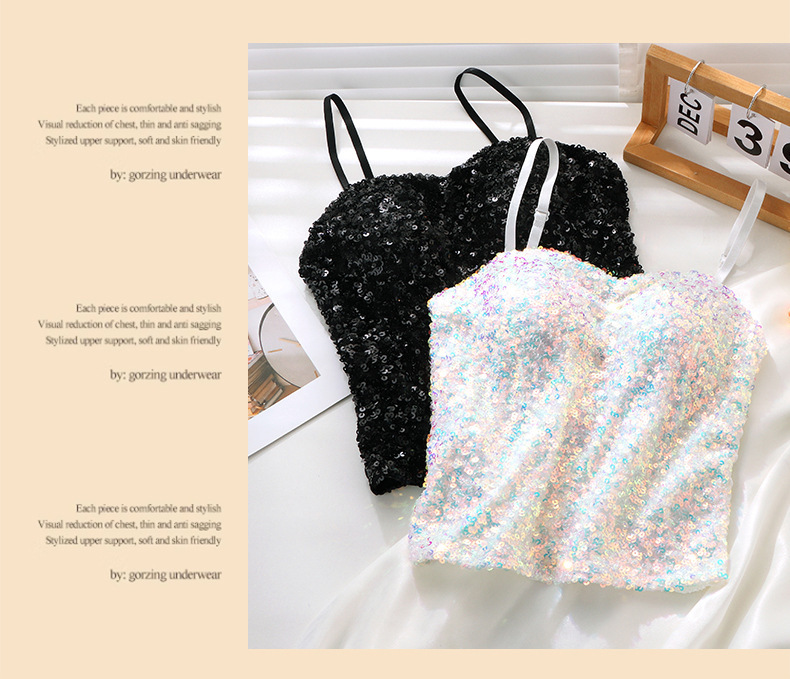 Each piece is comfortable and stylish
Visual reduction of chest, thin and anti sagging
Stylized upper support, soft and skin friendly
by: gorzing underwear
Each piece is comfortable and stylish
Visual reduction of chest, thin and anti sagging
Stylized upper support, soft and skin friendly
by: gorzing underwear
Each piece is comfortable and stylish
Visual reduction of chest, thin and anti sagging
Stylized upper support, soft and skin friendly
by: gorzing underwear
DEC
3